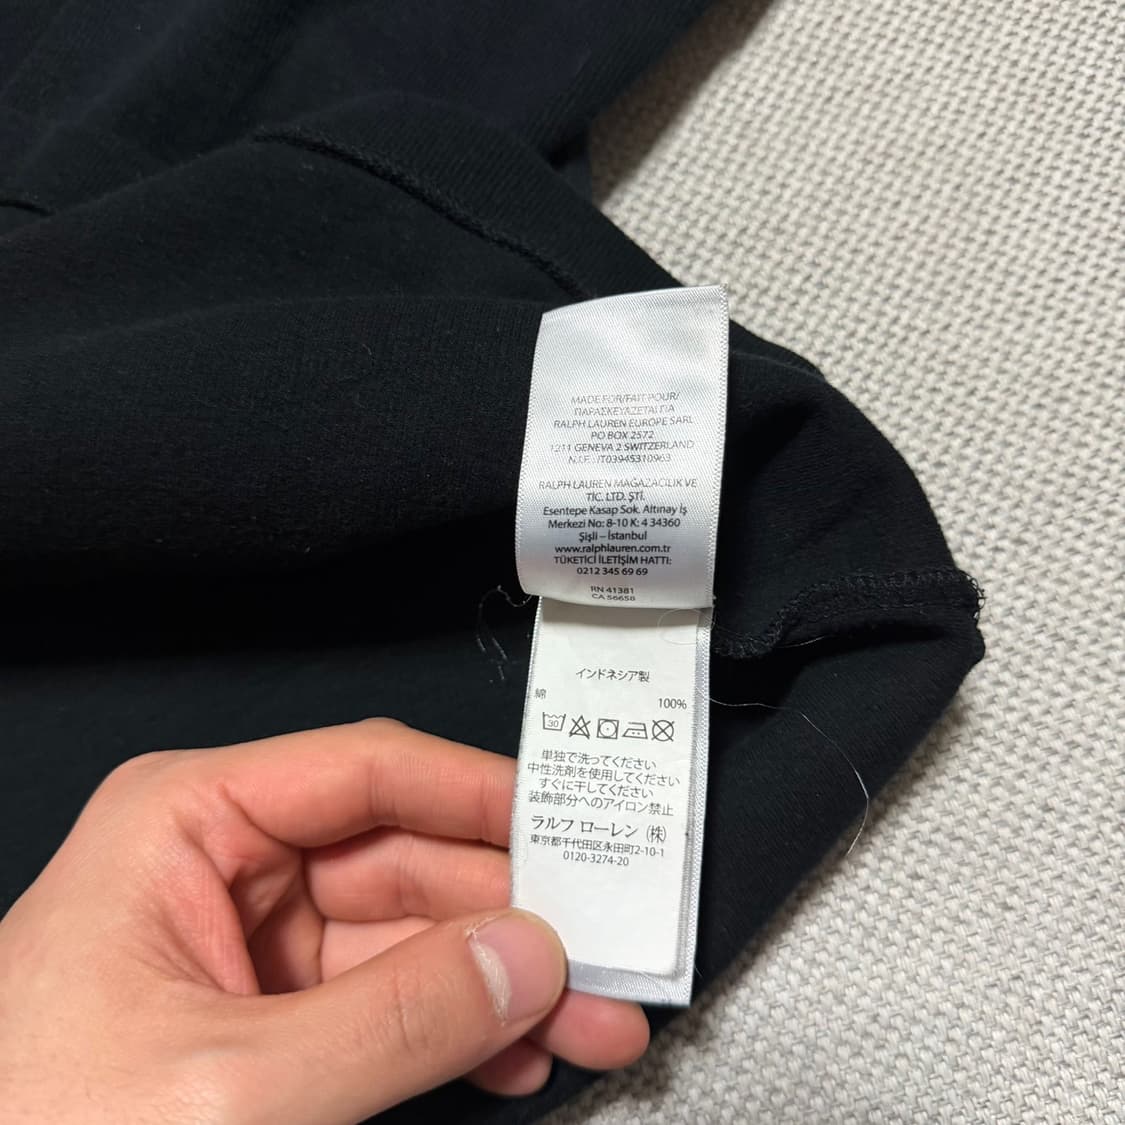 MADE FOR/FAIT POUR/
ΠΑΡΑΣΚΕΥΑΖΕΤΑΙ ΓΙΑ
RALPH LAUREN EUROPE SARL
PO BOX 2572
1211 GENEVA 2 SWITZERLAND
N.I.F.: IT03945310963
RALPH LAUREN MAĞAZACILIK VE
TİC. LTD. ŞTİ.
Esentepe Kasap Sok. Altınay İş
Merkezi No: 8-10 K: 4 34360
Şişli – İstanbul
www.ralphlauren.com.tr
TÜKETİCİ İLETİŞİM HATTI:
0212 345 69 69
RN 41381
CA 56658
インドネシア製
綿 100%
30
単独で洗ってください
中性洗剤を使用してください
すぐに干してください
装飾部分へのアイロン禁止
ラルフ ローレン (株)
東京都千代田区永田町2-10-1
0120-3274-20